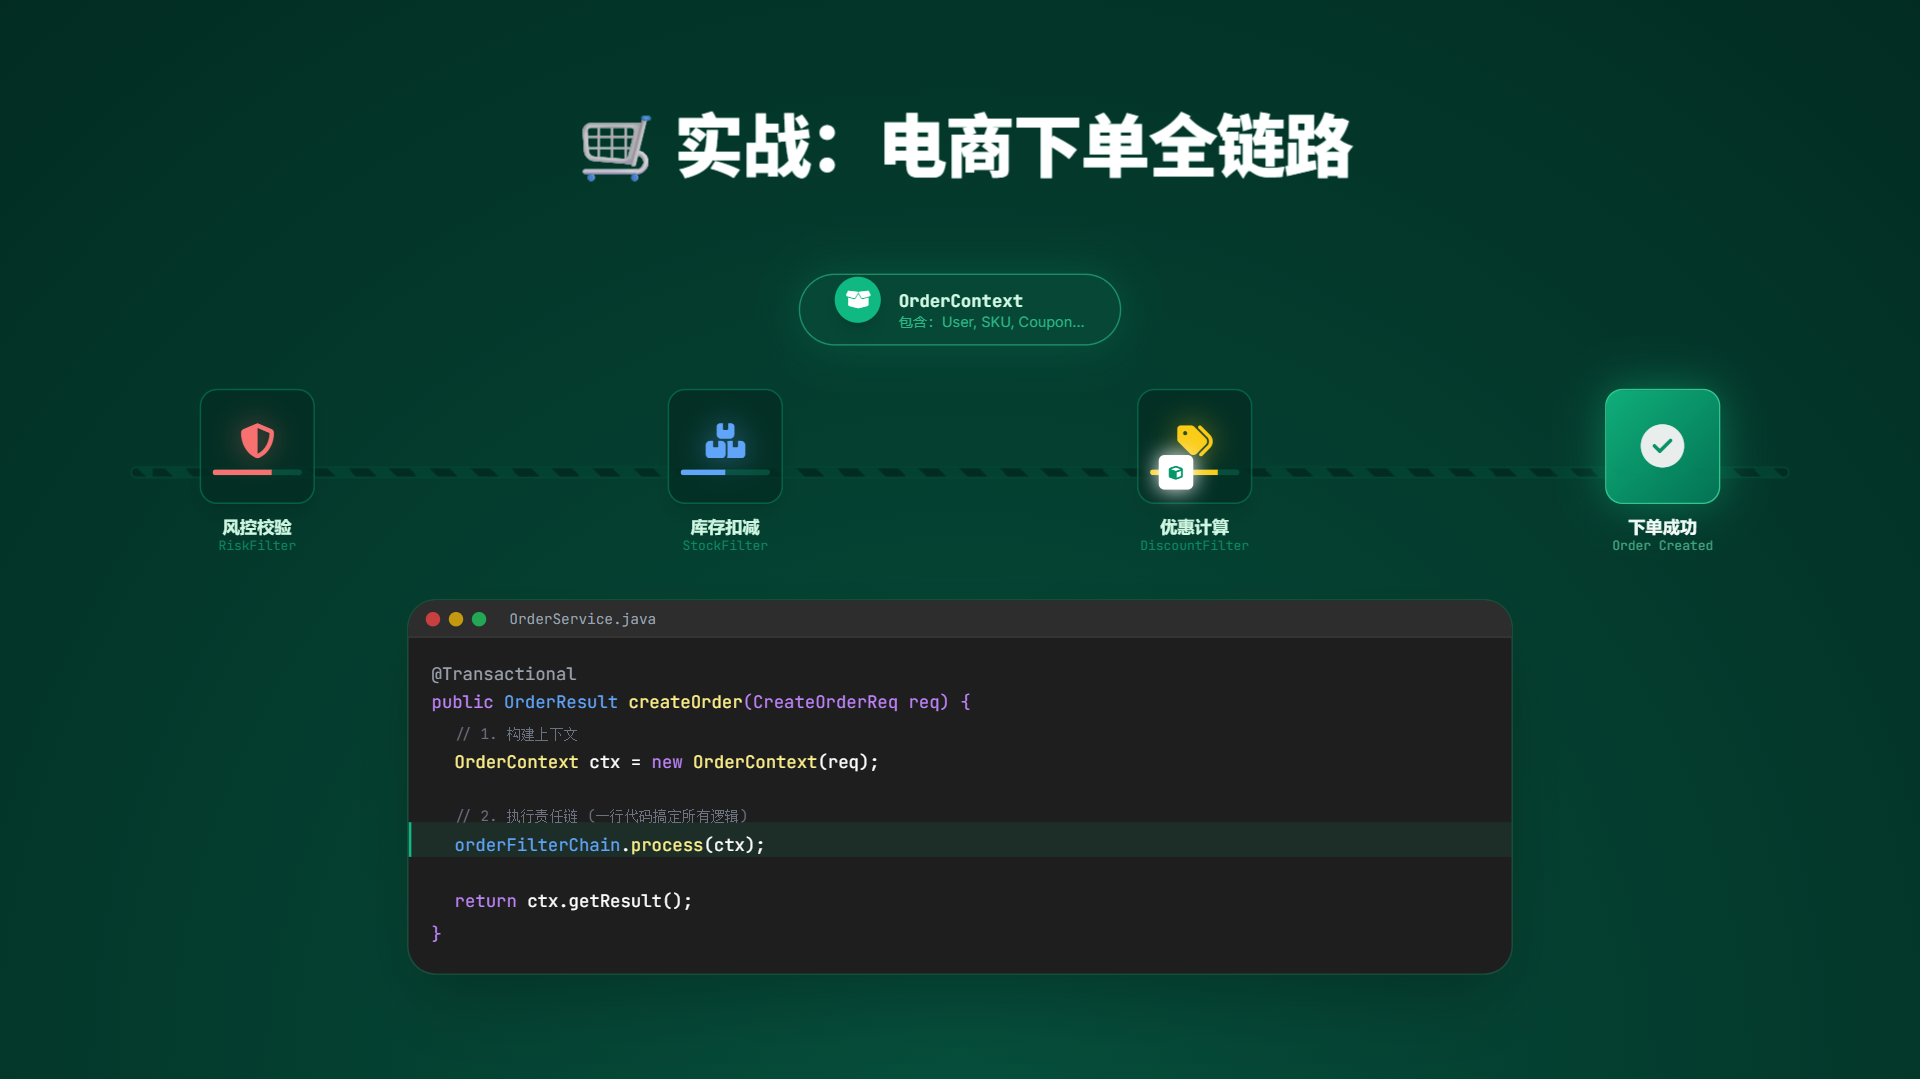 实战：电商下单全链路
OrderContext
包含：User, SKU, Coupon...
风控校验
RiskFilter
库存扣减
StockFilter
优惠计算
DiscountFilter
下单成功
Order Created
OrderService.java
@Transactional
public OrderResult createOrder(CreateOrderReq req) {
// 1. 构建上下文
OrderContext ctx = new OrderContext(req);
// 2. 执行责任链 (一行代码搞定所有逻辑)
orderFilterChain.process(ctx);
return ctx.getResult();
}